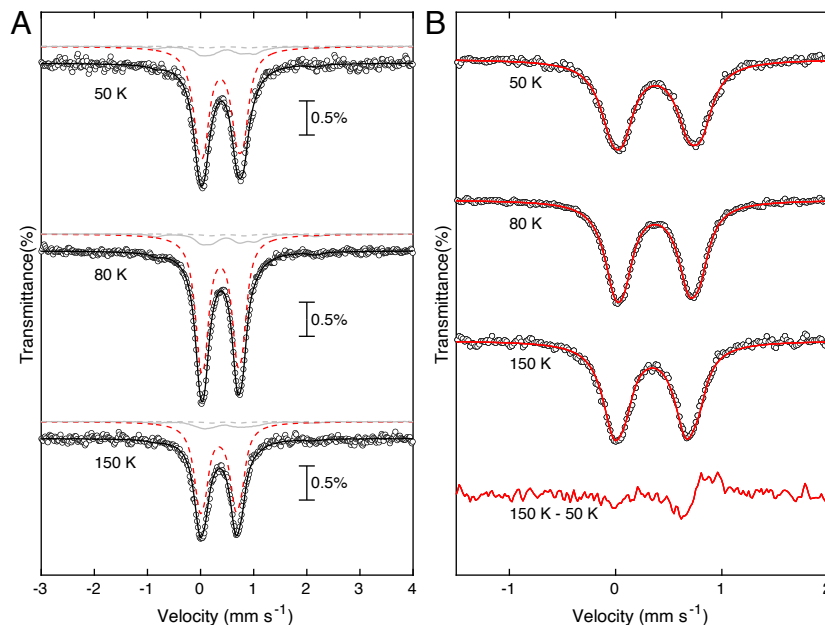 A
50 K
0.5%
80 K
0.5%
150 K
0.5%
Transmittance(%)
-3 -2 -1 0 1 2 3 4
Velocity (mm s⁻¹)
B
50 K
80 K
150 K
150 K - 50 K
Transmittance(%)
-1 0 1 2
Velocity (mm s⁻¹)